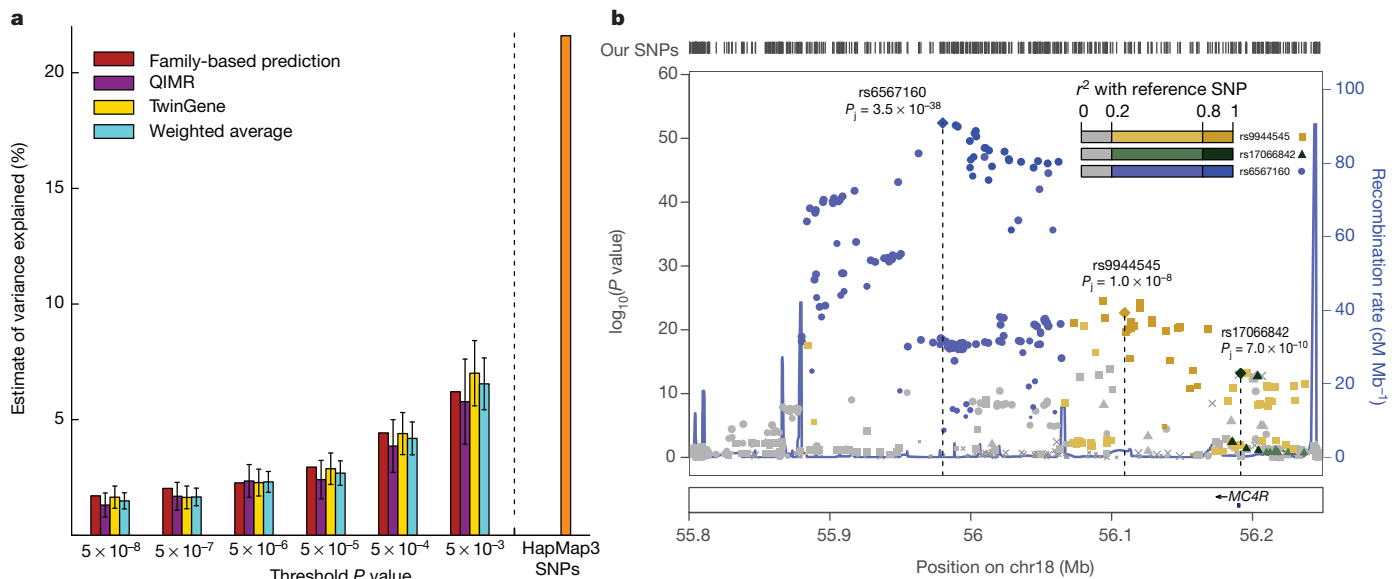 a
Estimate of variance explained (%)
20
15
10
5
Family-based prediction
QIMR
TwinGene
Weighted average
5 × 10⁻⁸
5 × 10⁻⁷
5 × 10⁻⁶
5 × 10⁻⁵
5 × 10⁻⁴
5 × 10⁻³
HapMap3
SNPs
Threshold P value
b
Our SNPs
log₁₀(P value)
60
50
40
30
20
10
0
rs6567160
Pⱼ = 3.5 × 10⁻³⁸
rs9944545
Pⱼ = 1.0 × 10⁻⁸
rs17066842
Pⱼ = 7.0 × 10⁻¹⁰
r² with reference SNP
0 0.2 0.8 1
rs9944545
rs17066842
rs6567160
100
80
60
40
20
0
Recombination rate (cM Mb⁻¹)
←MC4R
55.8 55.9 56 56.1 56.2
Position on chr18 (Mb)